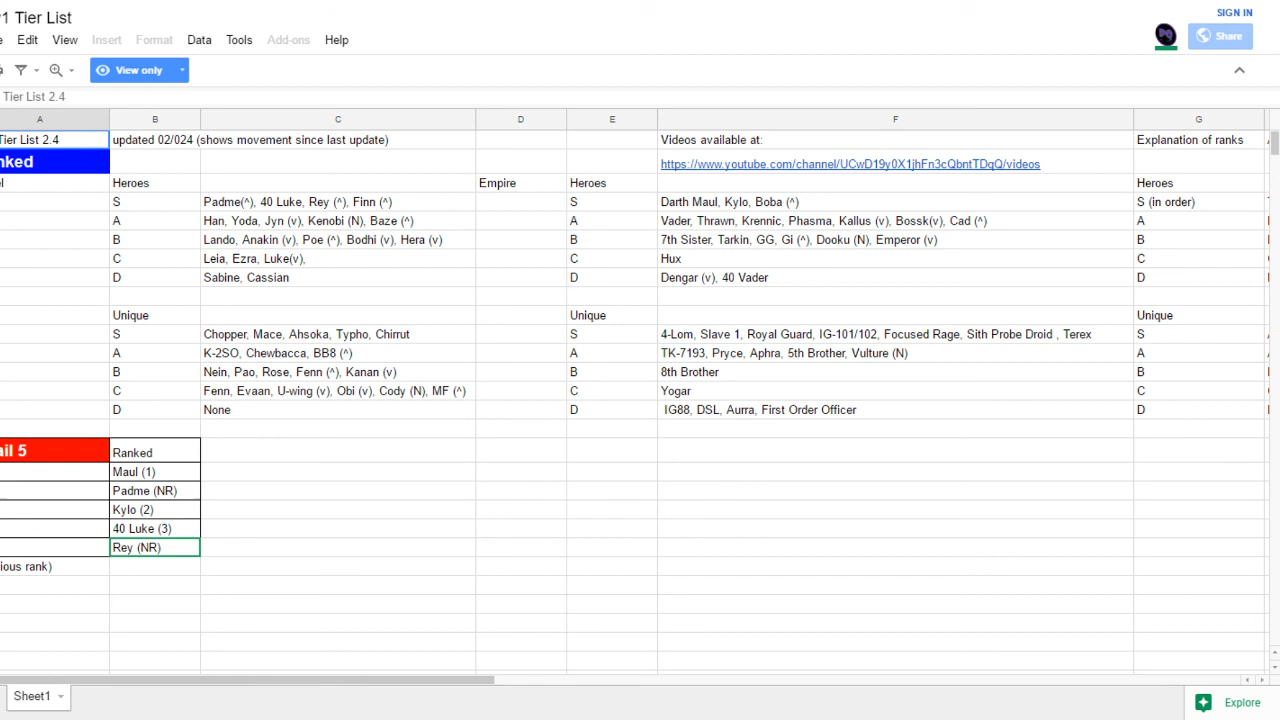 1 Tier List
SIGN IN
Edit View Insert Format Data Tools Add-ons Help
Share
View only
Tier List 2.4
A B C D E F G
Tier List 2.4 updated 02/024 (shows movement since last update) Videos available at: Explanation of ranks
nked https://www.youtube.com/channel/UCwD19y0X1jhFn3cQbntTDqQ/videos
el Heroes Empire Heroes Heroes
S Padme(^), 40 Luke, Rey (^), Finn (^) S Darth Maul, Kylo, Boba (^) S (in order)
A Han, Yoda, Jyn (v), Kenobi (N), Baze (^) A Vader, Thrawn, Krennic, Phasma, Kallus (v), Bossk(v), Cad (^) A
B Lando, Anakin (v), Poe (^), Bodhi (v), Hera (v) B 7th Sister, Tarkin, GG, Gi (^), Dooku (N), Emperor (v) B
C Leia, Ezra, Luke(v), C Hux C
D Sabine, Cassian D Dengar (v), 40 Vader D
Unique Unique Unique
S Chopper, Mace, Ahsoka, Typho, Chirrut S 4-Lom, Slave 1, Royal Guard, IG-101/102, Focused Rage, Sith Probe Droid , Terex S
A K-2SO, Chewbacca, BB8 (^) A TK-7193, Pryce, Aphra, 5th Brother, Vulture (N) A
B Nein, Pao, Rose, Fenn (^), Kanan (v) B 8th Brother B
C Fenn, Evaan, U-wing (v), Obi (v), Cody (N), MF (^) C Yogar C
D None D IG88, DSL, Aurra, First Order Officer D
ail 5 Ranked
Maul (1)
Padme (NR)
Kylo (2)
40 Luke (3)
Rey (NR)
ious rank)
Sheet1
Explore